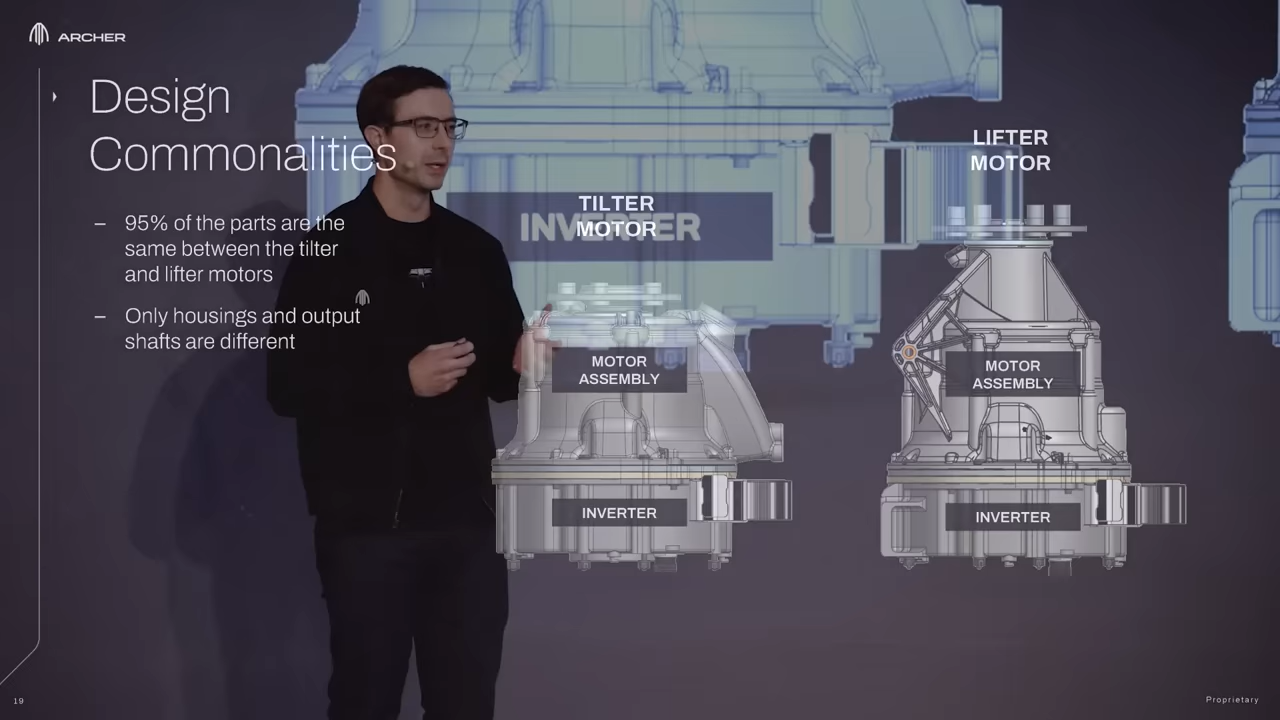 ARCHER
Design
Commonalities
– 95% of the parts are the
same between the tilter
and lifter motors
– Only housings and output
shafts are different
TILTER
MOTOR
INVERTER
MOTOR
ASSEMBLY
INVERTER
LIFTER
MOTOR
MOTOR
ASSEMBLY
INVERTER
19
Proprietary